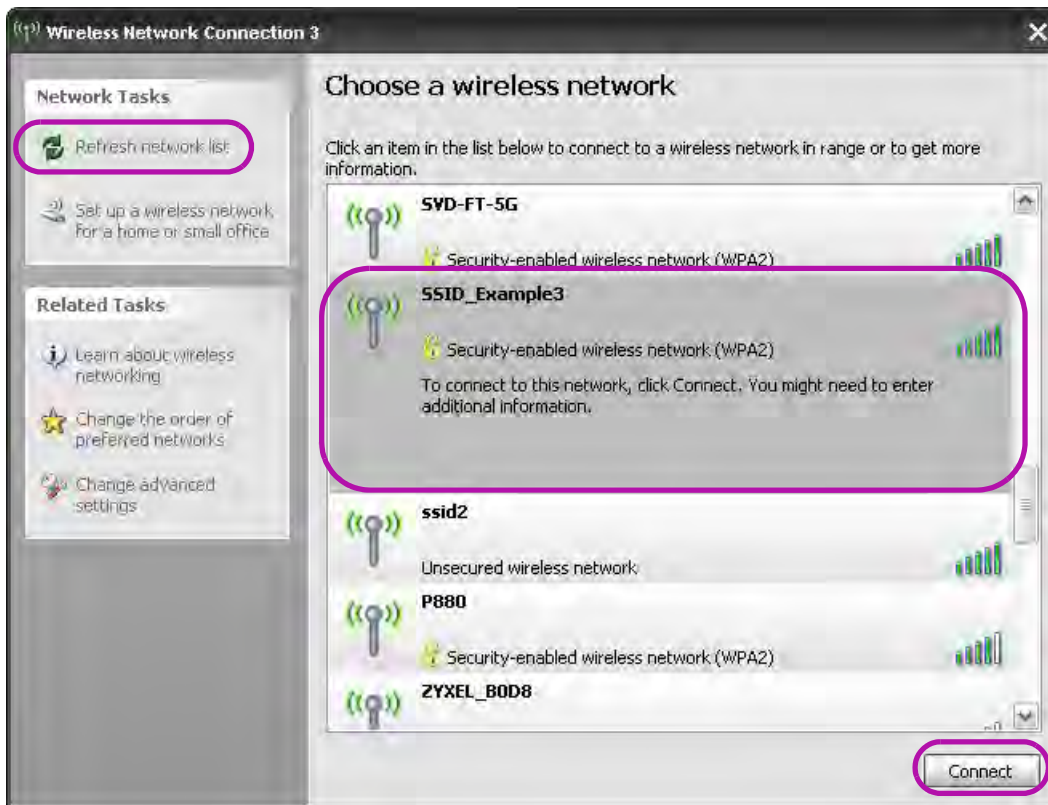 Wireless Network Connection 3
Network Tasks
Refresh network list
Set up a wireless network
for a home or small office
Related Tasks
Learn about wireless
networking
Change the order of
preferred networks
Change advanced
settings
Choose a wireless network
Click an item in the list below to connect to a wireless network in range or to get more
information.
SVD-FT-5G
Security-enabled wireless network (WPA2)
SSID_Example3
Security-enabled wireless network (WPA2)
To connect to this network, click Connect. You might need to enter
additional information.
ssid2
Unsecured wireless network
P880
Security-enabled wireless network (WPA2)
ZYXEL_B0D8
Connect